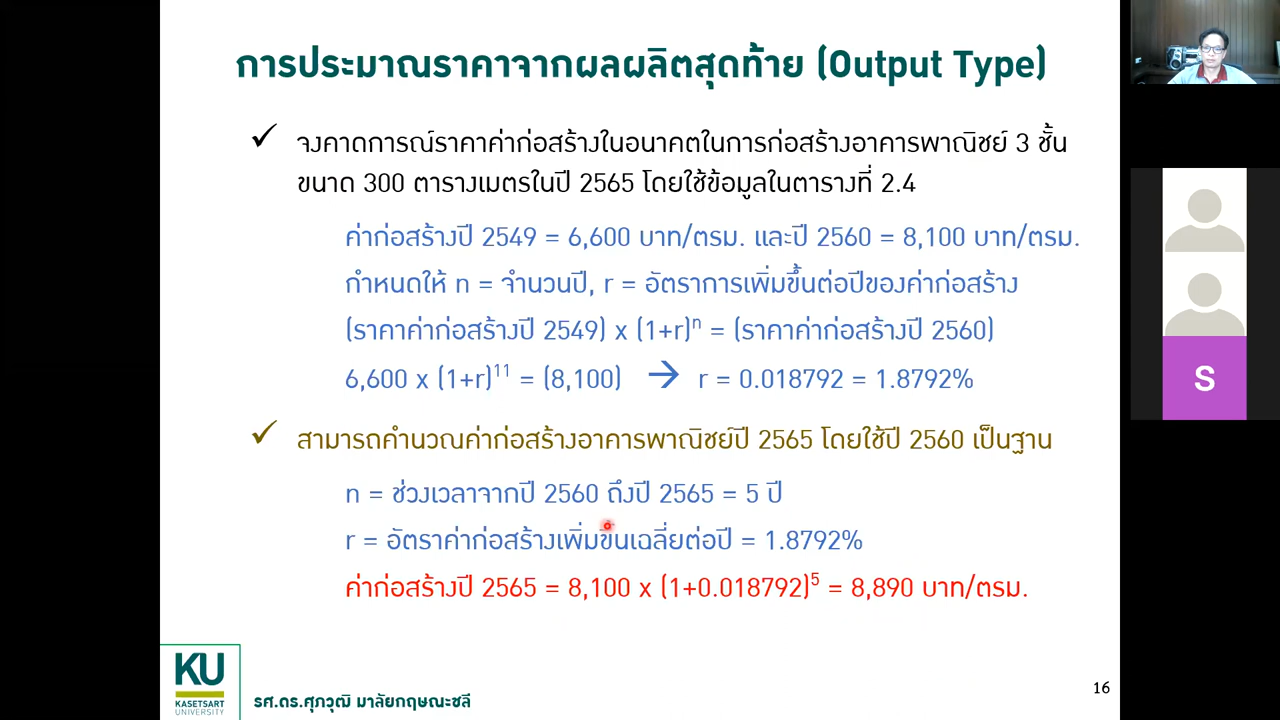 การประมาณราคาจากผลผลิตสุดท้าย (Output Type)
✓ จงคาดการณ์ราคาค่าก่อสร้างในอนาคตในการก่อสร้างอาคารพาณิชย์ 3 ชั้น
ขนาด 300 ตารางเมตรในปี 2565 โดยใช้ข้อมูลในตารางที่ 2.4
ค่าก่อสร้างปี 2549 = 6,600 บาท/ตรม. และปี 2560 = 8,100 บาท/ตรม.
กำหนดให้ n = จำนวนปี, r = อัตราการเพิ่มขึ้นต่อปีของค่าก่อสร้าง
(ราคาค่าก่อสร้างปี 2549) x (1+r)ⁿ = (ราคาค่าก่อสร้างปี 2560)
6,600 x (1+r)¹¹ = (8,100) → r = 0.018792 = 1.8792%
✓ สามารถคำนวณค่าก่อสร้างอาคารพาณิชย์ปี 2565 โดยใช้ปี 2560 เป็นฐาน
n = ช่วงเวลาจากปี 2560 ถึงปี 2565 = 5 ปี
r = อัตราค่าก่อสร้างเพิ่มขึ้นเฉลี่ยต่อปี = 1.8792%
ค่าก่อสร้างปี 2565 = 8,100 x (1+0.018792)⁵ = 8,890 บาท/ตรม.
S
KU
KASETSART
UNIVERSITY
รศ.ดร.ศุภวุฒิ มาลัยกฤษณะชลี
16